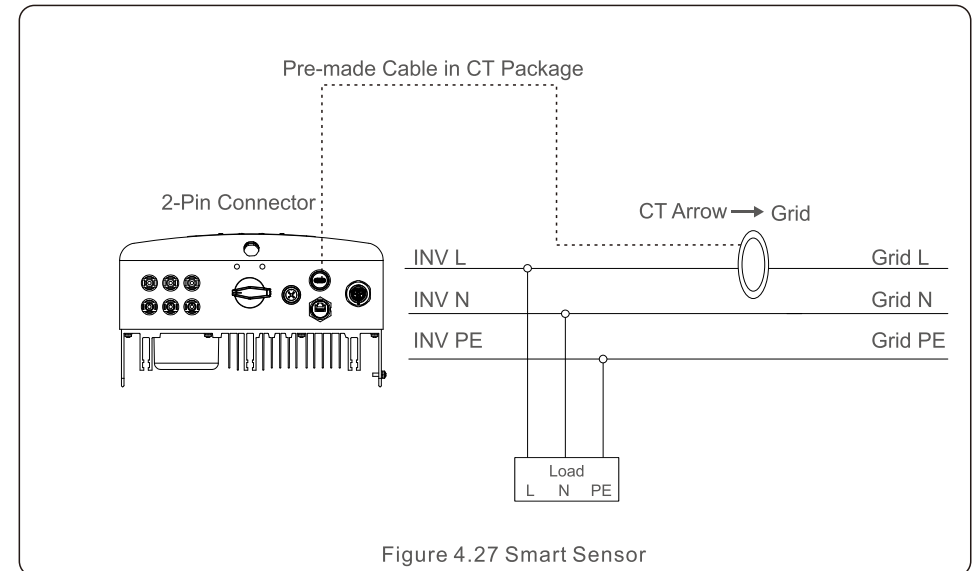 Pre-made Cable in CT Package
2-Pin Connector
CT Arrow → Grid
INV L
Grid L
INV N
Grid N
INV PE
Grid PE
Load
L N PE
Figure 4.27 Smart Sensor